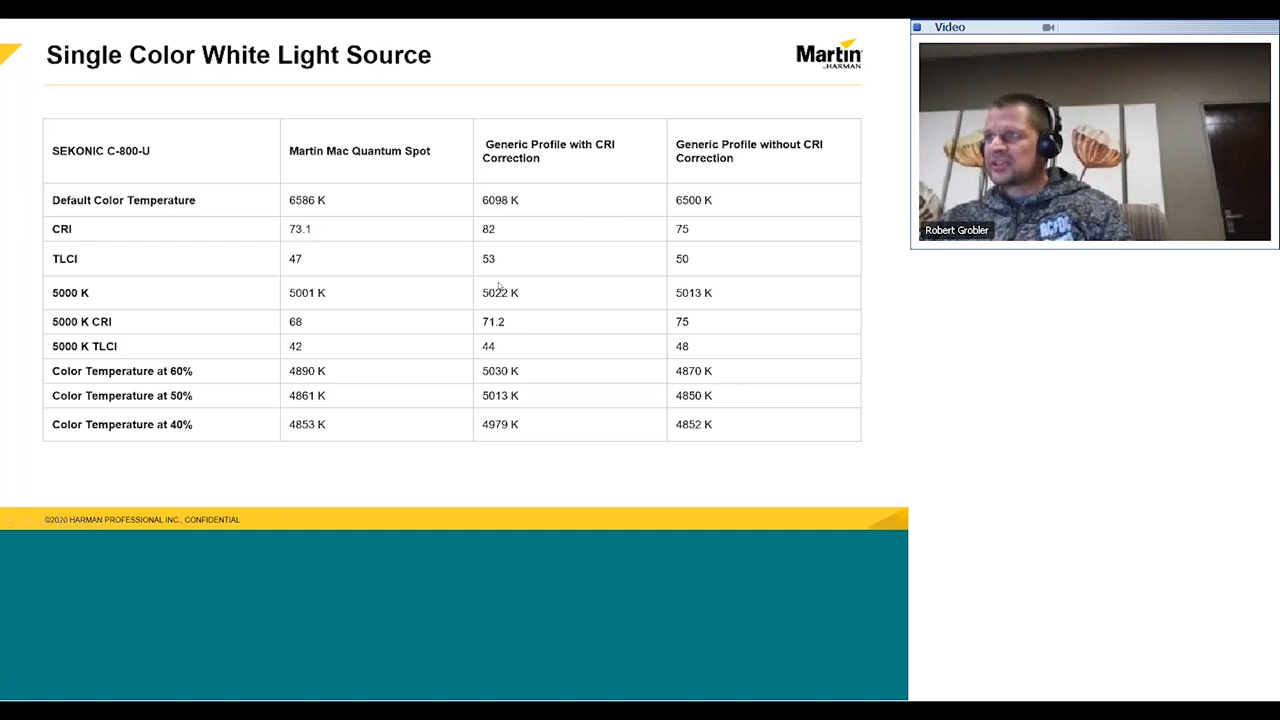 Single Color White Light Source
Martin
by HARMAN
SEKONIC C-800-U Martin Mac Quantum Spot Generic Profile with CRI Correction Generic Profile without CRI Correction
Default Color Temperature 6586 K 6098 K 6500 K
CRI 73.1 82 75
TLCI 47 53 50
5000 K 5001 K 5022 K 5013 K
5000 K CRI 68 71.2 75
5000 K TLCI 42 44 48
Color Temperature at 60% 4890 K 5030 K 4870 K
Color Temperature at 50% 4861 K 5013 K 4850 K
Color Temperature at 40% 4853 K 4979 K 4852 K
©2020 HARMAN PROFESSIONAL INC., CONFIDENTIAL
Video
AC/DC
Robert Grobler